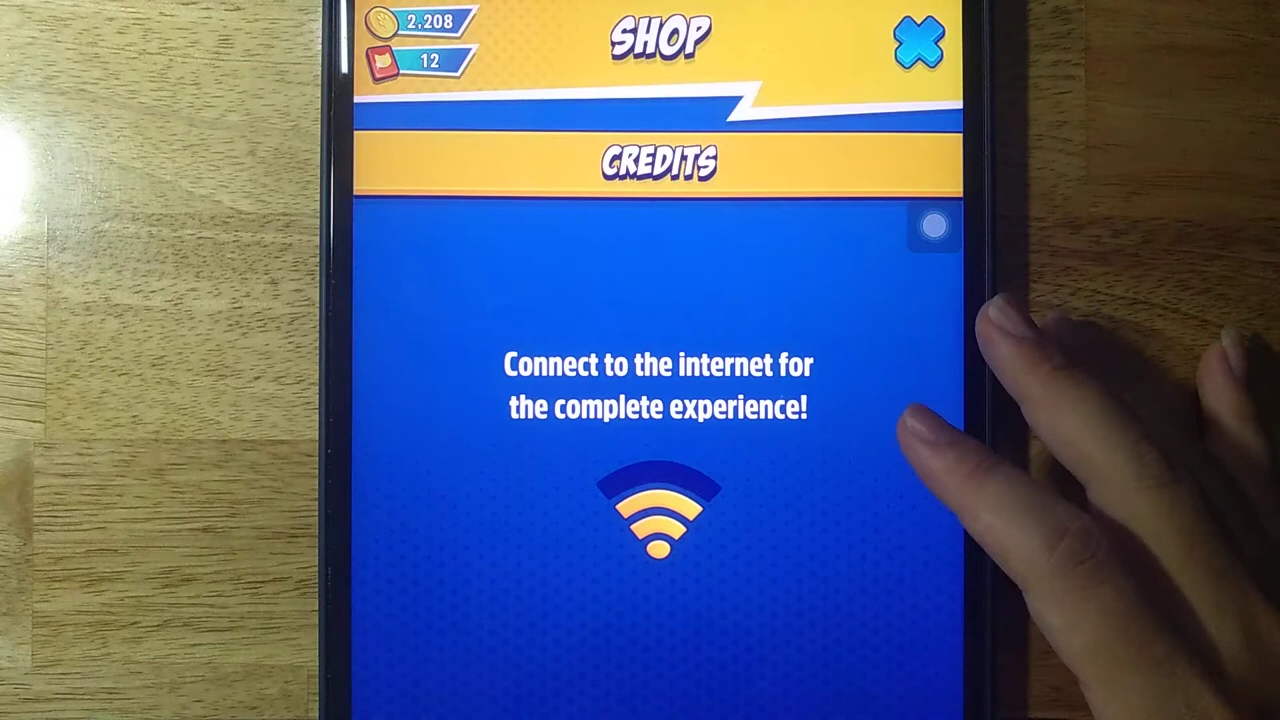 2,208
12
SHOP
CREDITS
Connect to the internet for
the complete experience!